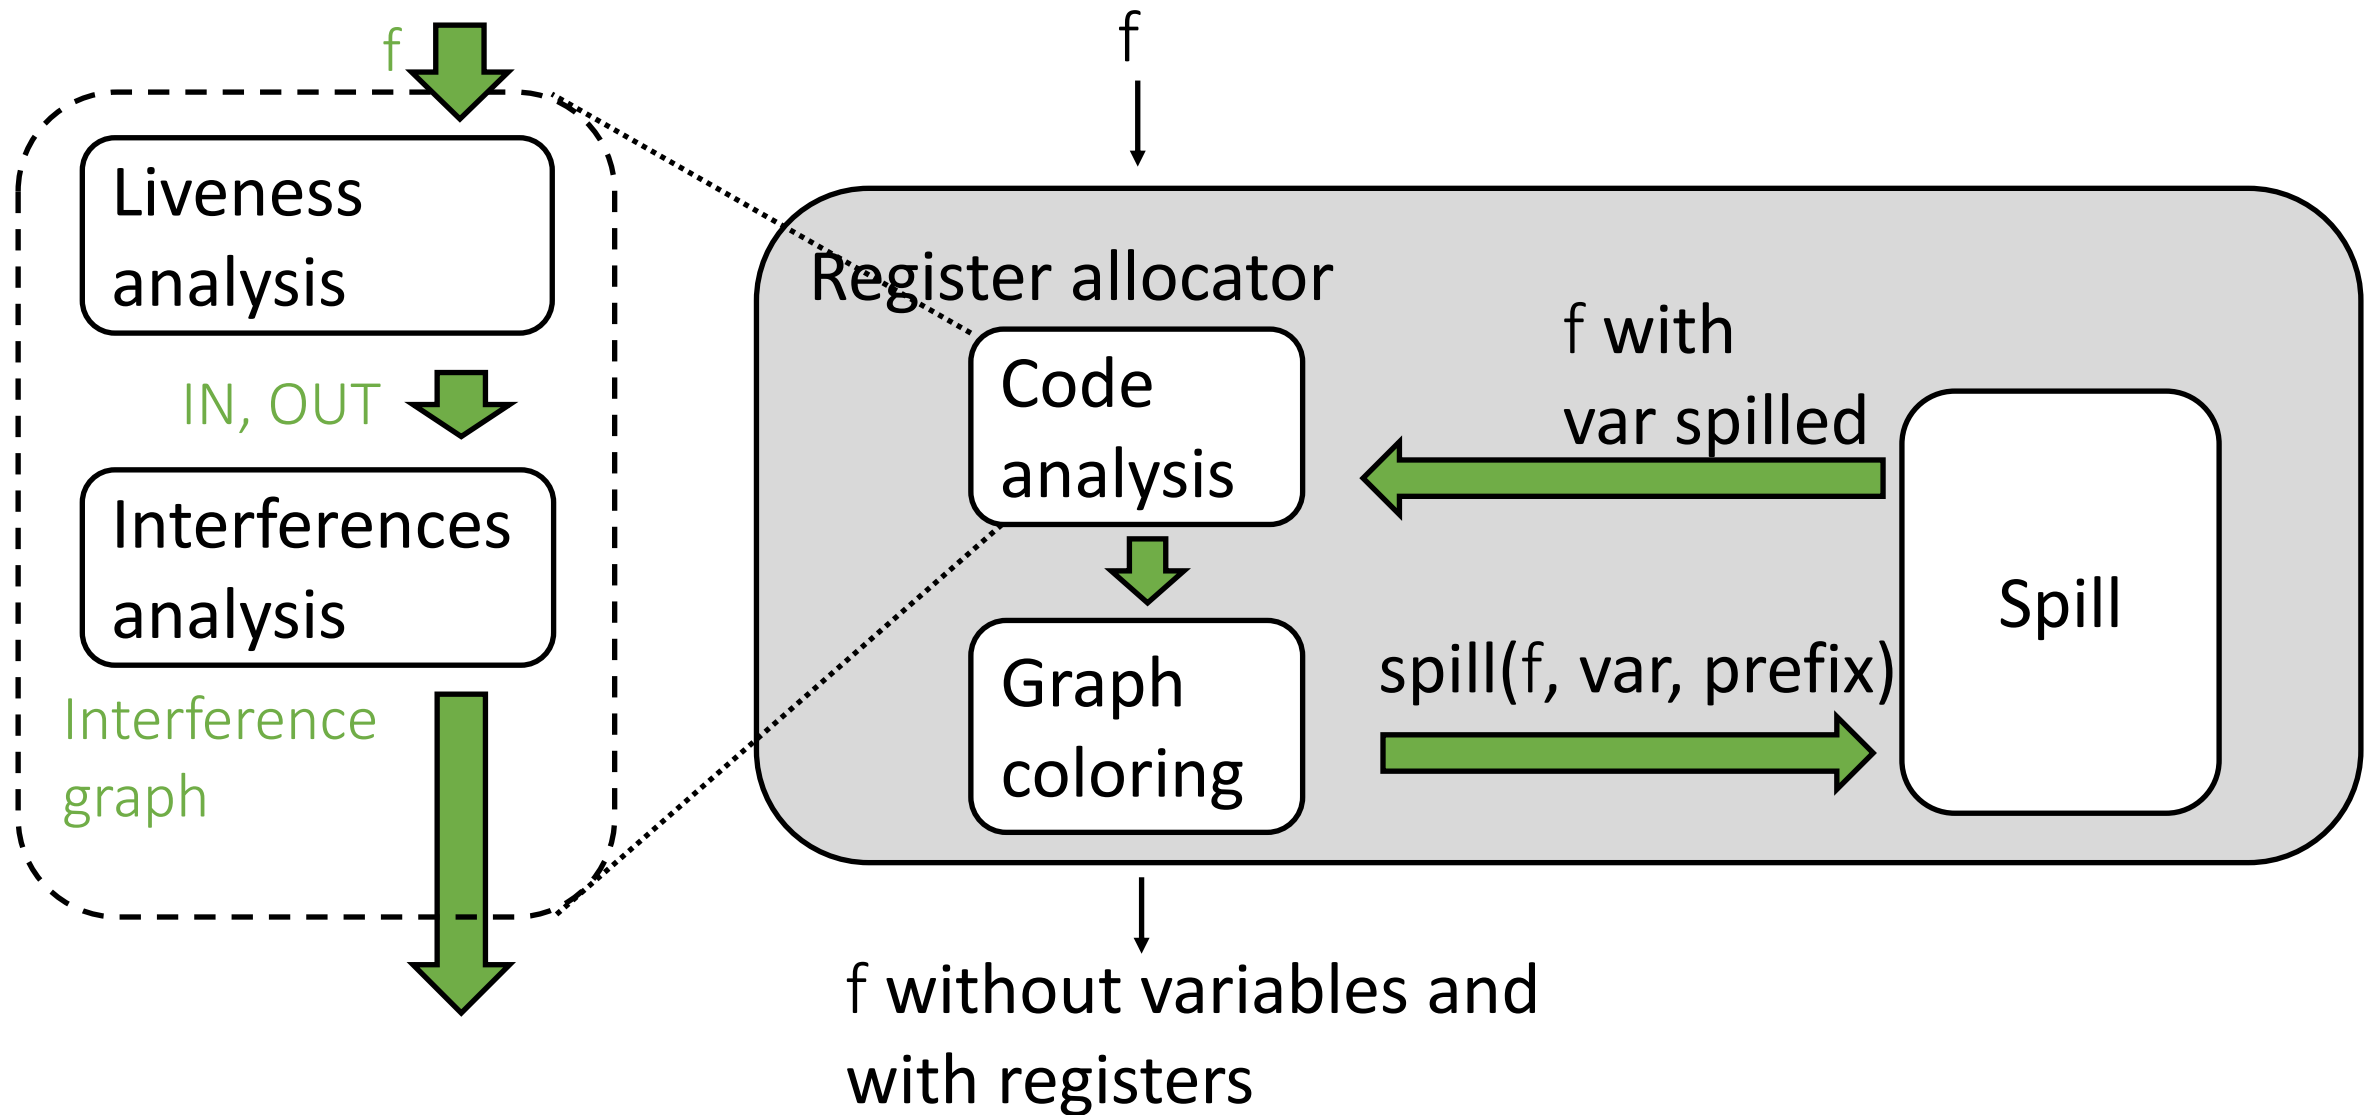 f
Liveness
analysis
IN, OUT
Interferences
analysis
Interference
graph
f
Register allocator
Code
analysis
Graph
coloring
f with
var spilled
spill(f, var, prefix)
Spill
f without variables and
with registers